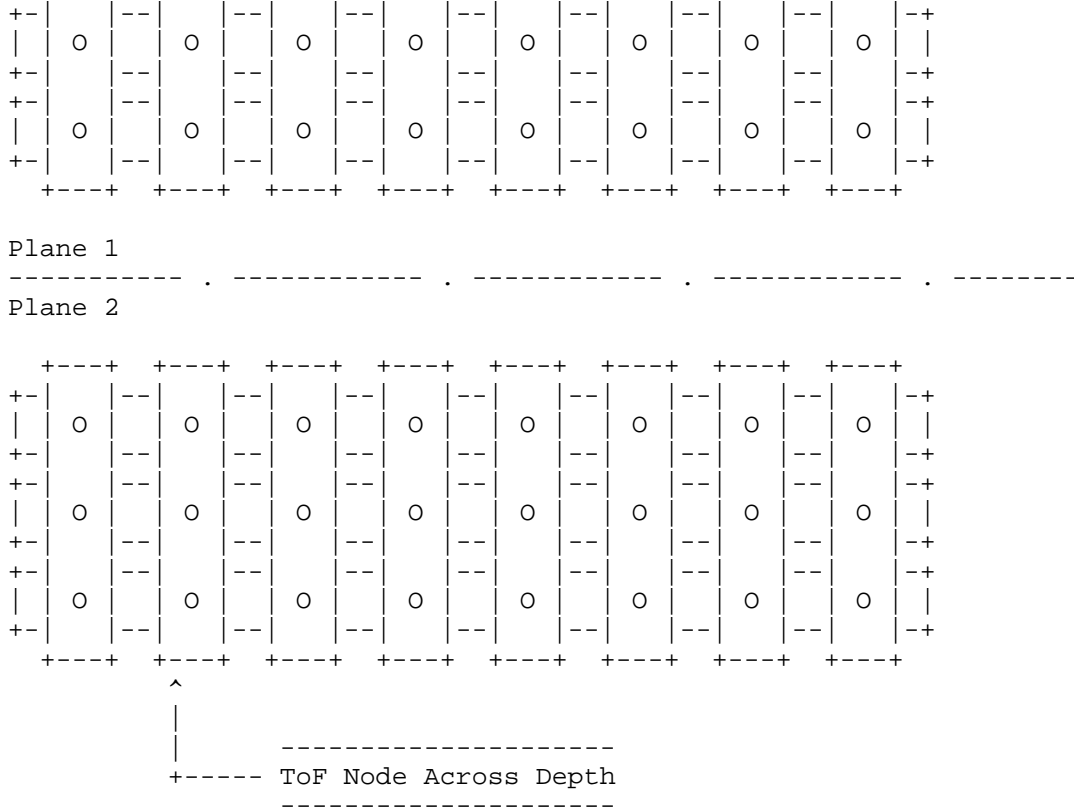 +-|   |--|   |--|   |--|   |--|   |--|   |--|   |--|   |-+
| | O |  | O |  | O |  | O |  | O |  | O |  | O |  | O | |
+-|   |--|   |--|   |--|   |--|   |--|   |--|   |--|   |-+
+-|   |--|   |--|   |--|   |--|   |--|   |--|   |--|   |-+
| | O |  | O |  | O |  | O |  | O |  | O |  | O |  | O | |
+-|   |--|   |--|   |--|   |--|   |--|   |--|   |--|   |-+
  +---+  +---+  +---+  +---+  +---+  +---+  +---+  +---+
Plane 1
----------- . ------------ . ------------ . ------------ . --------
Plane 2
  +---+  +---+  +---+  +---+  +---+  +---+  +---+  +---+
+-|   |--|   |--|   |--|   |--|   |--|   |--|   |--|   |-+
| | O |  | O |  | O |  | O |  | O |  | O |  | O |  | O | |
+-|   |--|   |--|   |--|   |--|   |--|   |--|   |--|   |-+
+-|   |--|   |--|   |--|   |--|   |--|   |--|   |--|   |-+
| | O |  | O |  | O |  | O |  | O |  | O |  | O |  | O | |
+-|   |--|   |--|   |--|   |--|   |--|   |--|   |--|   |-+
+-|   |--|   |--|   |--|   |--|   |--|   |--|   |--|   |-+
| | O |  | O |  | O |  | O |  | O |  | O |  | O |  | O | |
+-|   |--|   |--|   |--|   |--|   |--|   |--|   |--|   |-+
  +---+  +---+  +---+  +---+  +---+  +---+  +---+  +---+
          ^
          |
          |      ---------------------
          +----- ToF Node Across Depth
                 ---------------------